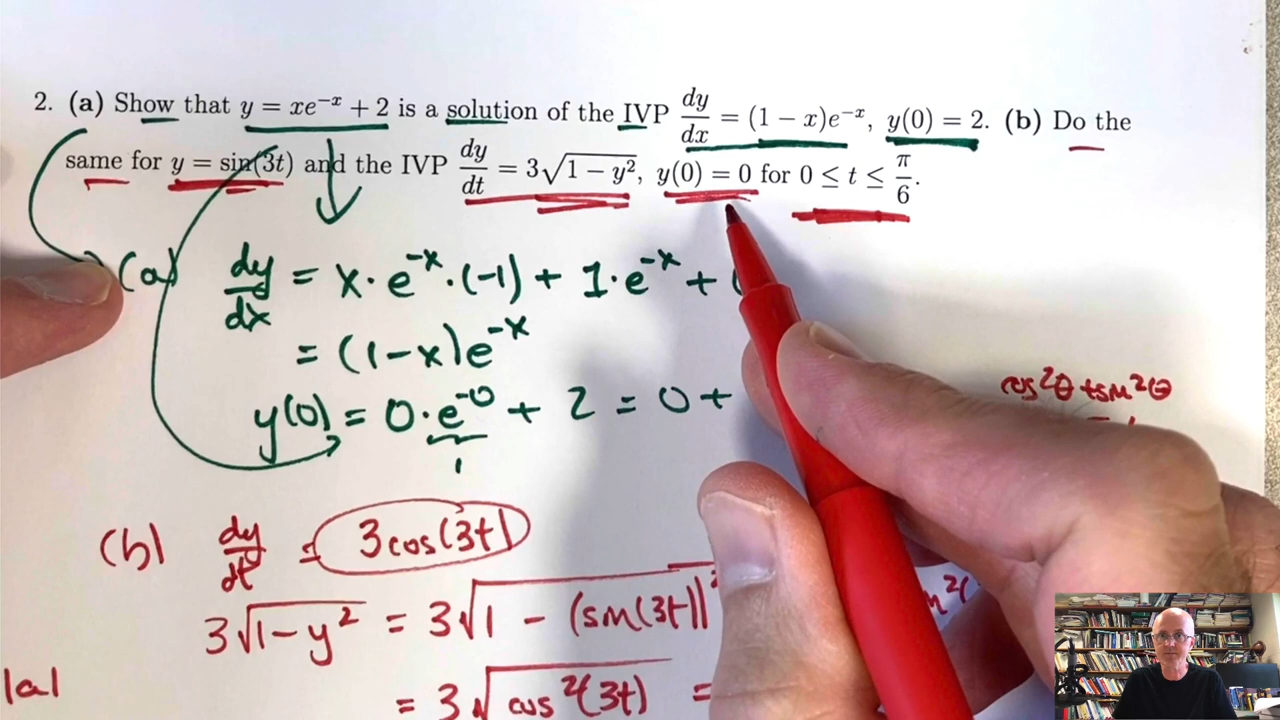 2. (a) Show that y = xe⁻ˣ + 2 is a solution of the IVP dy/dx = (1 − x)e⁻ˣ, y(0) = 2. (b) Do the
same for y = sin(3t) and the IVP dy/dt = 3√(1 − y²), y(0) = 0 for 0 ≤ t ≤ π/6.
(a) dy/dx = x·e⁻ˣ·(-1) + 1·e⁻ˣ +
= (1-x)e⁻ˣ
cos²θ + sin²θ
y(0) = 0·e⁻⁰ + 2 = 0 +
1
(b) dy/dt = 3cos(3t)
3√(1-y²) = 3√(1 - (sin(3t))²
= 3√(cos²(3t)) =
|a|